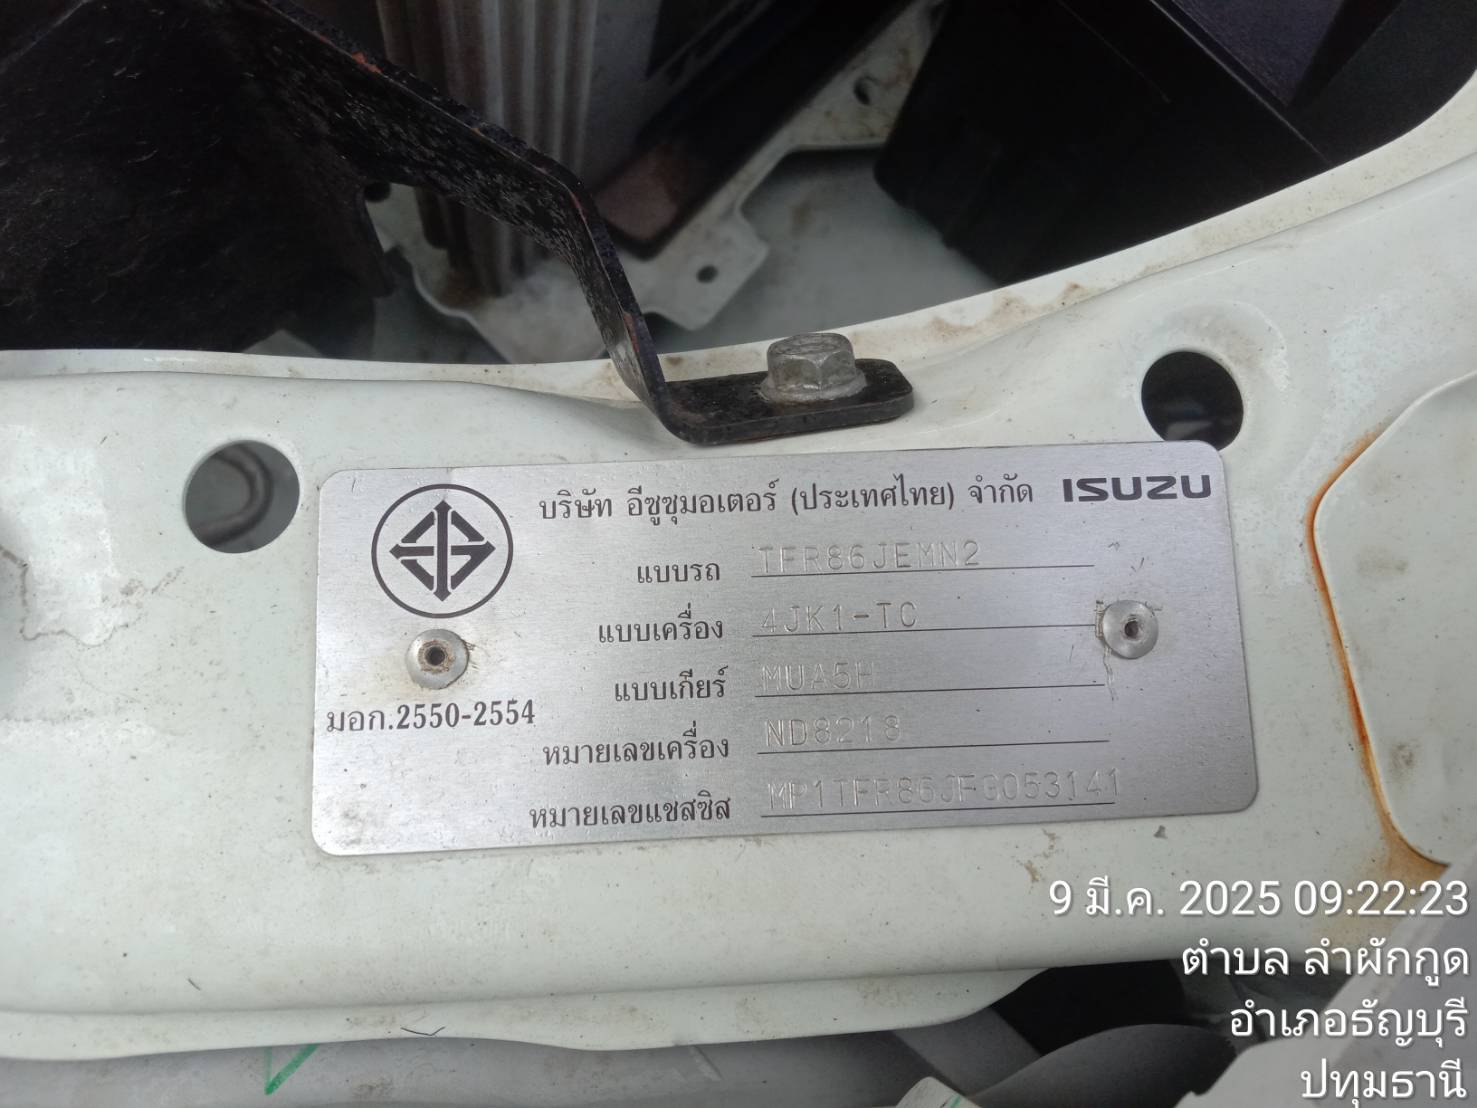 บริษัท อีซูซุมอเตอร์ (ประเทศไทย) จำกัด ISUZU
แบบรถ TFR86JEMN2
แบบเครื่อง 4JK1-TC
แบบเกียร์ MUA5H
มอก.2550-2554
หมายเลขเครื่อง ND8218
หมายเลขแชสซิส MP1TFR86JFG053141
9 มี.ค. 2025 09:22:23
ตำบล ลำผักกูด
อำเภอธัญบุรี
ปทุมธานี